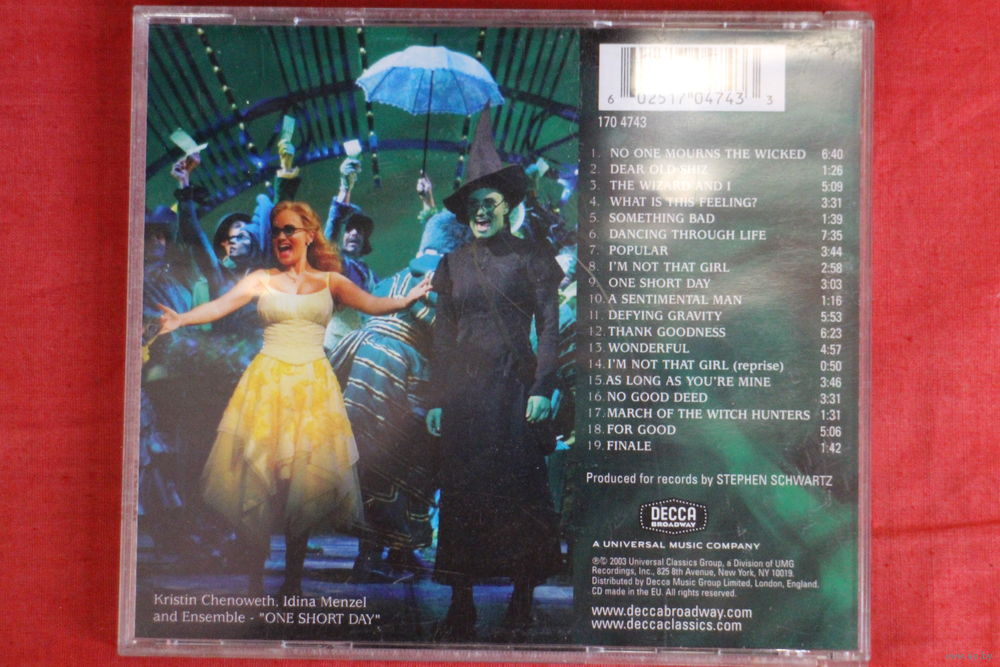 6 02517 04743 3
170 4743
1. NO ONE MOURNS THE WICKED 6:40
2. DEAR OLD SHIZ 1:26
3. THE WIZARD AND I 5:09
4. WHAT IS THIS FEELING? 3:31
5. SOMETHING BAD 1:39
6. DANCING THROUGH LIFE 7:35
7. POPULAR 3:44
8. I'M NOT THAT GIRL 2:58
9. ONE SHORT DAY 3:03
10. A SENTIMENTAL MAN 1:16
11. DEFYING GRAVITY 5:53
12. THANK GOODNESS 6:23
13. WONDERFUL 4:57
14. I'M NOT THAT GIRL (reprise) 0:50
15. AS LONG AS YOU'RE MINE 3:46
16. NO GOOD DEED 3:31
17. MARCH OF THE WITCH HUNTERS 1:31
18. FOR GOOD 5:06
19. FINALE 1:42
Produced for records by STEPHEN SCHWARTZ
DECCA
BROADWAY
A UNIVERSAL MUSIC COMPANY
℗© 2003 Universal Classics Group, a Division of UMG
Recordings, Inc., 825 8th Avenue, New York, NY 10019.
Distributed by Decca Music Group Limited, London, England.
CD made in the EU. All rights reserved.
www.deccabroadway.com
www.deccaclassics.com
Kristin Chenoweth, Idina Menzel
and Ensemble - "ONE SHORT DAY"